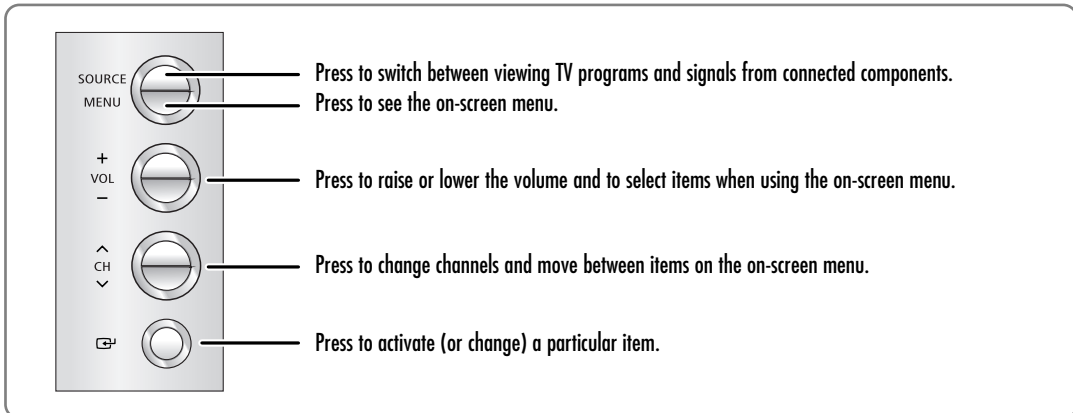 SOURCE
MENU
Press to switch between viewing TV programs and signals from connected components.
Press to see the on-screen menu.
+
VOL
−
Press to raise or lower the volume and to select items when using the on-screen menu.
CH
Press to change channels and move between items on the on-screen menu.
Press to activate (or change) a particular item.